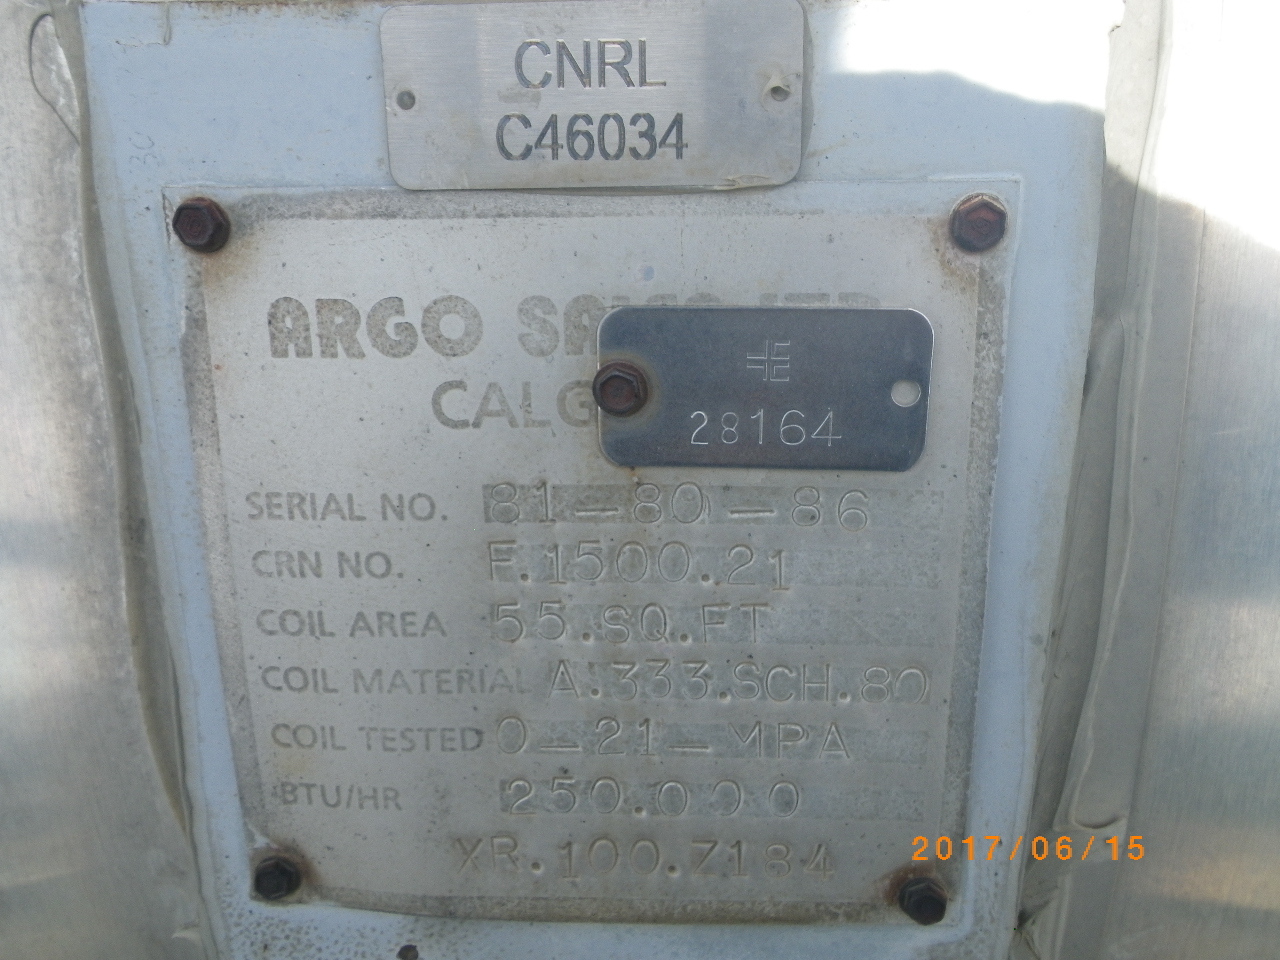 CNRL
C46034
ARGO
28164
SERIAL NO. 81-80-86
CRN NO. F.1500.21
COIL AREA 55.SQ.FT
COIL MATERIAL A.333.SCH.80
COIL TESTED 0-21-MPA
BTU/HR 250.000
XR.100.Z184
2017/06/15